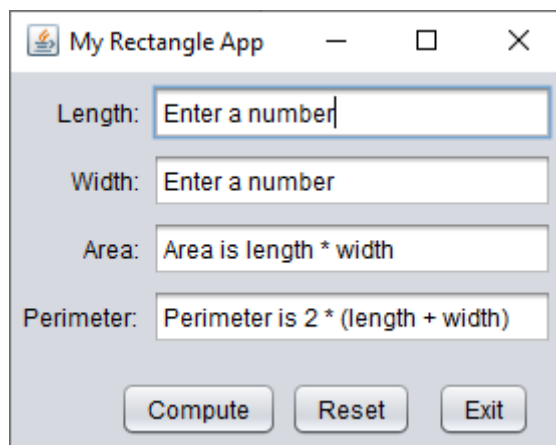 My Rectangle App
Length: Enter a number
Width: Enter a number
Area: Area is length * width
Perimeter: Perimeter is 2 * (length + width)
Compute Reset Exit